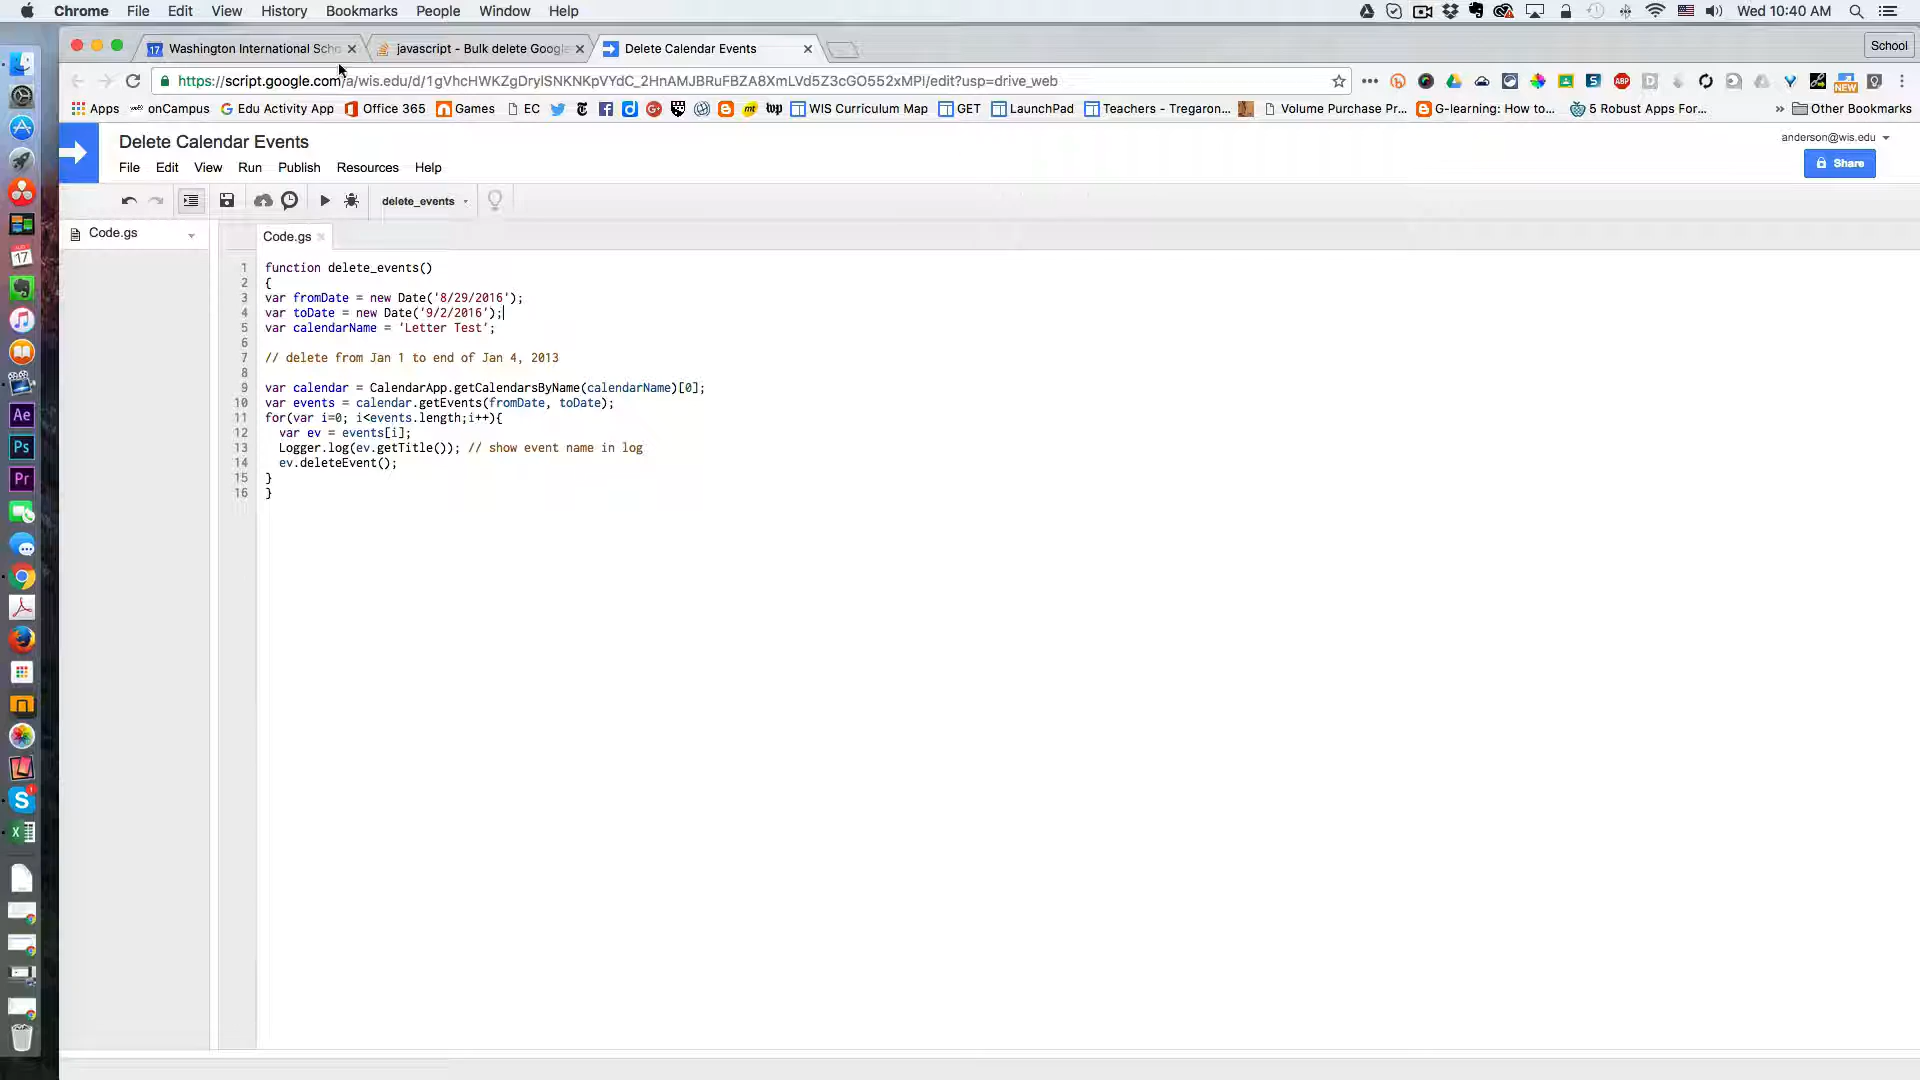 Chrome File Edit View History Bookmarks People Window Help Wed 10:40 AM
17 Washington International Scho javascript - Bulk delete Google Delete Calendar Events School
https://script.google.com/a/wis.edu/d/1gVhcHWKZgDrylSNKNKpVYdC_2HnAMJBRuFBZA8XmLVd5Z3cGO552xMPI/edit?usp=drive_web
Apps onCampus Edu Activity App Office 365 Games EC WIS Curriculum Map GET LaunchPad Teachers - Tregaron... Volume Purchase Pr... G-learning: How to... 5 Robust Apps For... » Other Bookmarks
Delete Calendar Events
anderson@wis.edu
File Edit View Run Publish Resources Help
Share
delete_events
Code.gs
Code.gs
1 function delete_events()
2 {
3 var fromDate = new Date('8/29/2016');
4 var toDate = new Date('9/2/2016');
5 var calendarName = 'Letter Test';
6
7 // delete from Jan 1 to end of Jan 4, 2013
8
9 var calendar = CalendarApp.getCalendarsByName(calendarName)[0];
10 var events = calendar.getEvents(fromDate, toDate);
11 for(var i=0; i<events.length;i++){
12 var ev = events[i];
13 Logger.log(ev.getTitle()); // show event name in log
14 ev.deleteEvent();
15 }
16 }
17
Ae
Ps
Pr